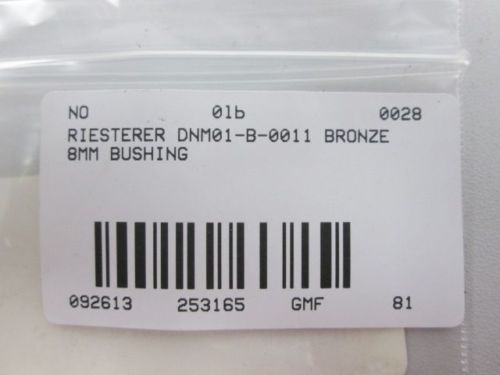 NO 01b 0028
RIESTERER DNM01-B-0011 BRONZE
8MM BUSHING
092613 253165 GMF 81